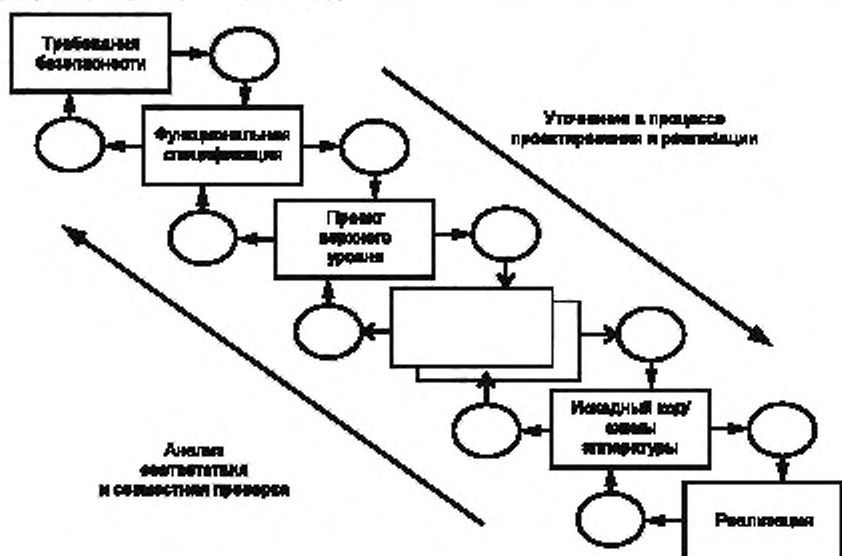 Требования
безопасности
Функциональная
спецификация
Уточнение в процессе
проектирования и реализации
Проект
верхнего
уровня
Исходный код/
схемы
аппаратуры
Анализ
соответствия
и совместная проверка
Реализация